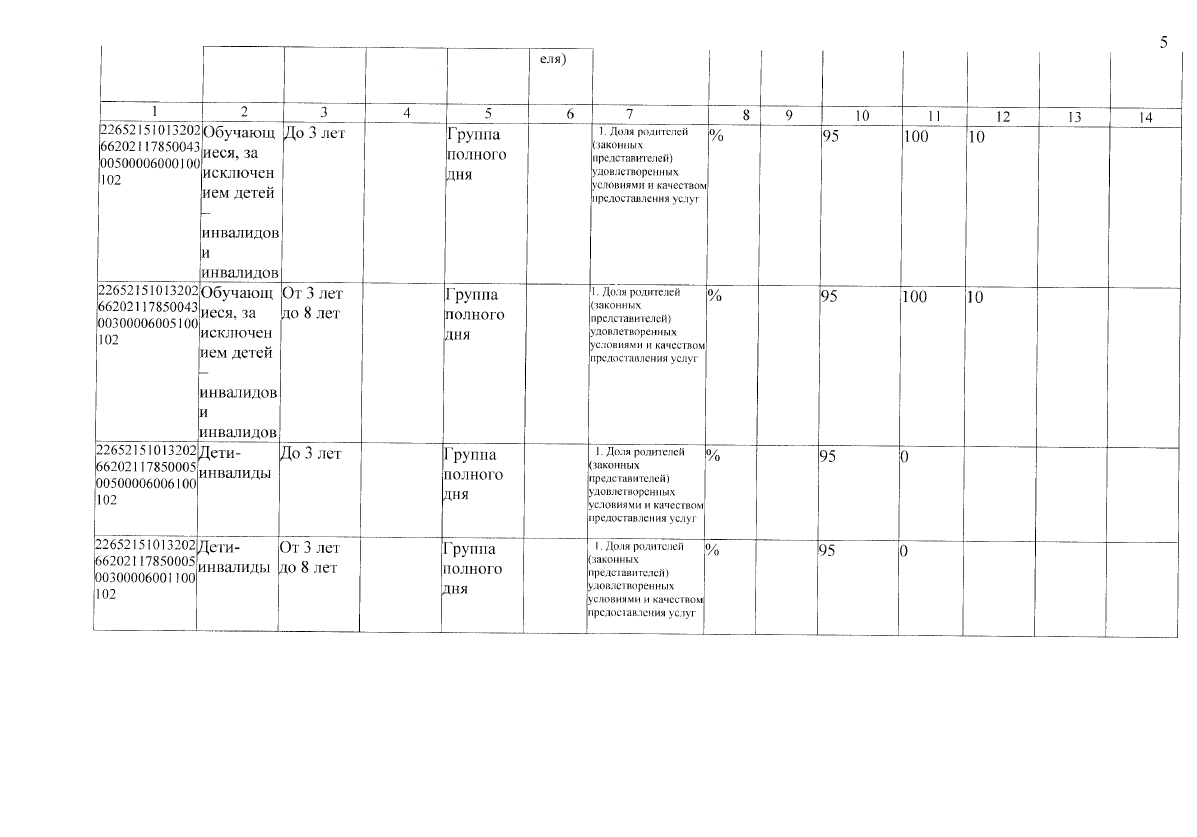 5
еля)
1 2 3 4 5 6 7 8 9 10 11 12 13 14
22652151013202
66202117850043
00500006000100
102
Обучающ
иеся, за
исключен
ием детей
–
инвалидов
и
инвалидов
До 3 лет
Группа
полного
дня
1. Доля родителей
(законных
представителей)
удовлетворенных
условиями и качеством
предоставления услуг
%
95
100
10
22652151013202
66202117850043
00300006005100
102
Обучающ
иеся, за
исключен
ием детей
–
инвалидов
и
инвалидов
От 3 лет
до 8 лет
Группа
полного
дня
1. Доля родителей
(законных
представителей)
удовлетворенных
условиями и качеством
предоставления услуг
%
95
100
10
22652151013202
66202117850005
00500006006100
102
Дети-
инвалиды
До 3 лет
Группа
полного
дня
1. Доля родителей
(законных
представителей)
удовлетворенных
условиями и качеством
предоставления услуг
%
95
0
22652151013202
66202117850005
00300006001100
102
Дети-
инвалиды
От 3 лет
до 8 лет
Группа
полного
дня
1. Доля родителей
(законных
представителей)
удовлетворенных
условиями и качеством
предоставления услуг
%
95
0